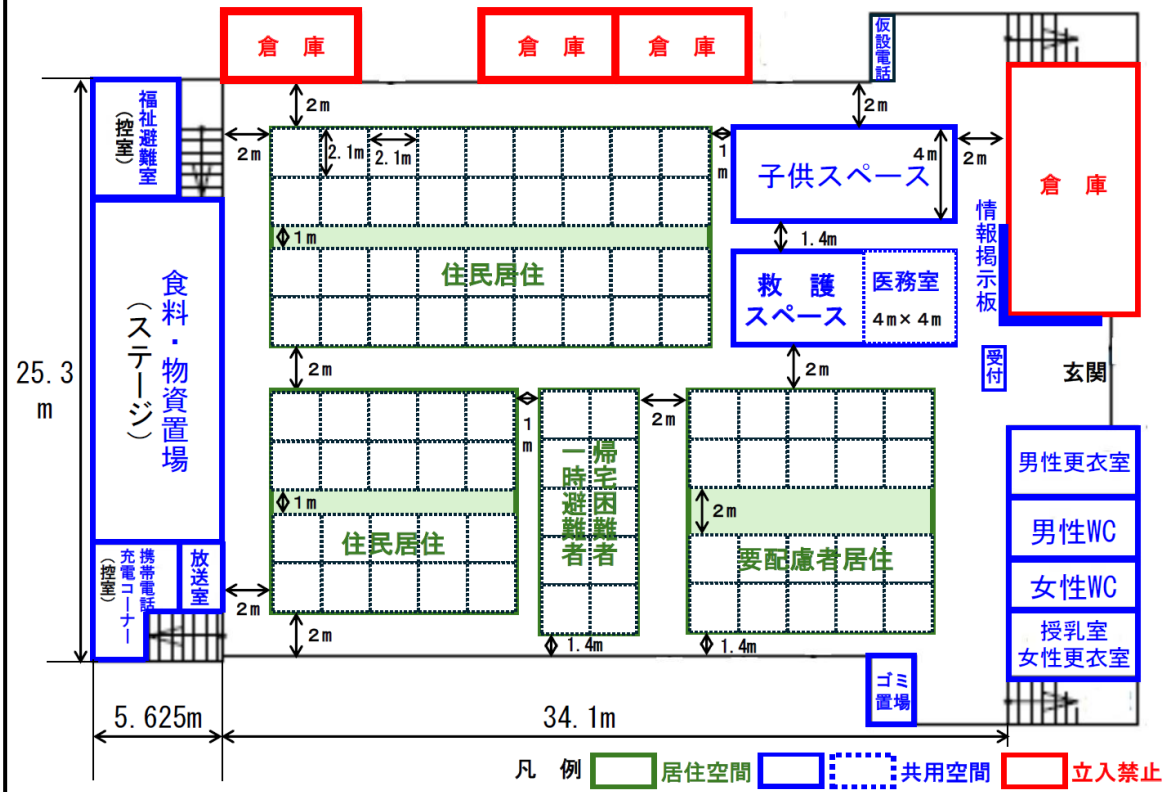 倉 庫
倉 庫
倉 庫
仮設電話
福祉避難室
(控室)
2m
2m
2m
1m
2.1m
2.1m
4m
2m
子供スペース
倉 庫
1m
1.4m
情報掲示板
住民居住
救 護
スペース
医務室
4m×4m
食料・物資置場
(ステージ)
25.3
m
2m
2m
受付
玄関
1m
2m
帰宅困難者
一時避難者
男性更衣室
1m
2m
男性WC
住民居住
要配慮者居住
携帯電話
充電コーナー
(控室)
放送室
女性WC
2m
2m
1.4m
1.4m
授乳室
女性更衣室
ゴミ
置場
5.625m
34.1m
凡 例
居住空間
共用空間
立入禁止